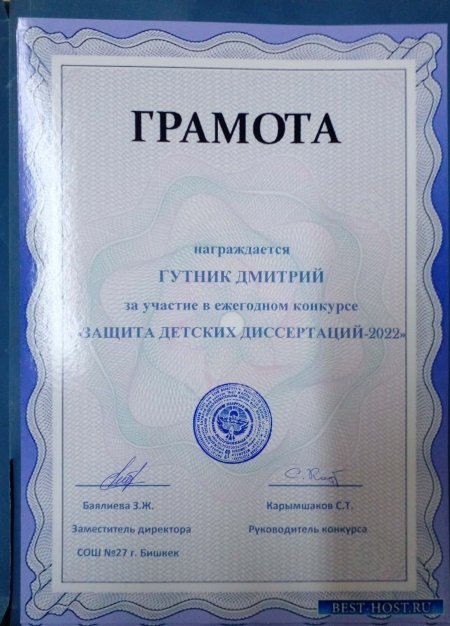 ГРАМОТА
награждается
ГУТНИК ДМИТРИЙ
за участие в ежегодном конкурсе
«ЗАЩИТА ДЕТСКИХ ДИССЕРТАЦИЙ-2022»
Баялиева З.Ж. Карымшаков С.Т.
Заместитель директора Руководитель конкурса
СОШ №27 г. Бишкек
BEST-HOST.RU